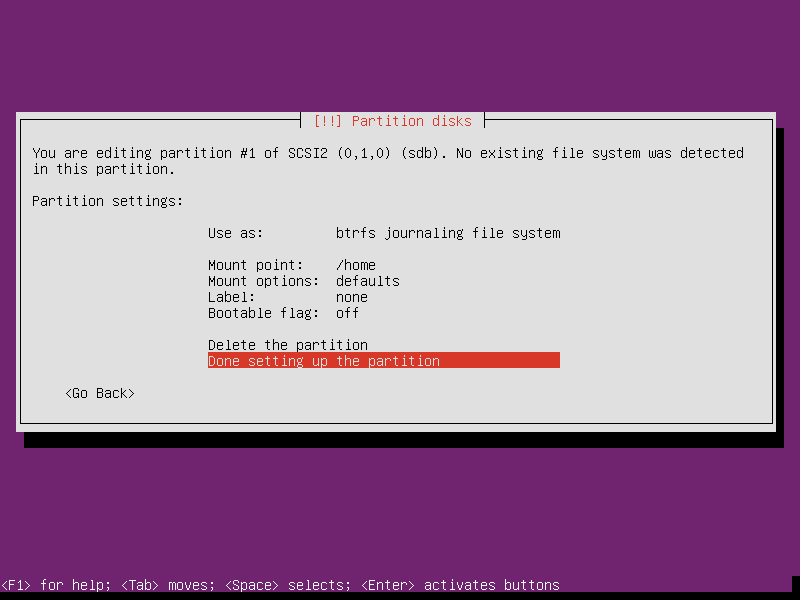 [!!] Partition disks
You are editing partition #1 of SCSI2 (0,1,0) (sdb). No existing file system was detected
in this partition.
Partition settings:
Use as: btrfs journaling file system
Mount point: /home
Mount options: defaults
Label: none
Bootable flag: off
Delete the partition
Done setting up the partition
<Go Back>
<F1> for help; <Tab> moves; <Space> selects; <Enter> activates buttons